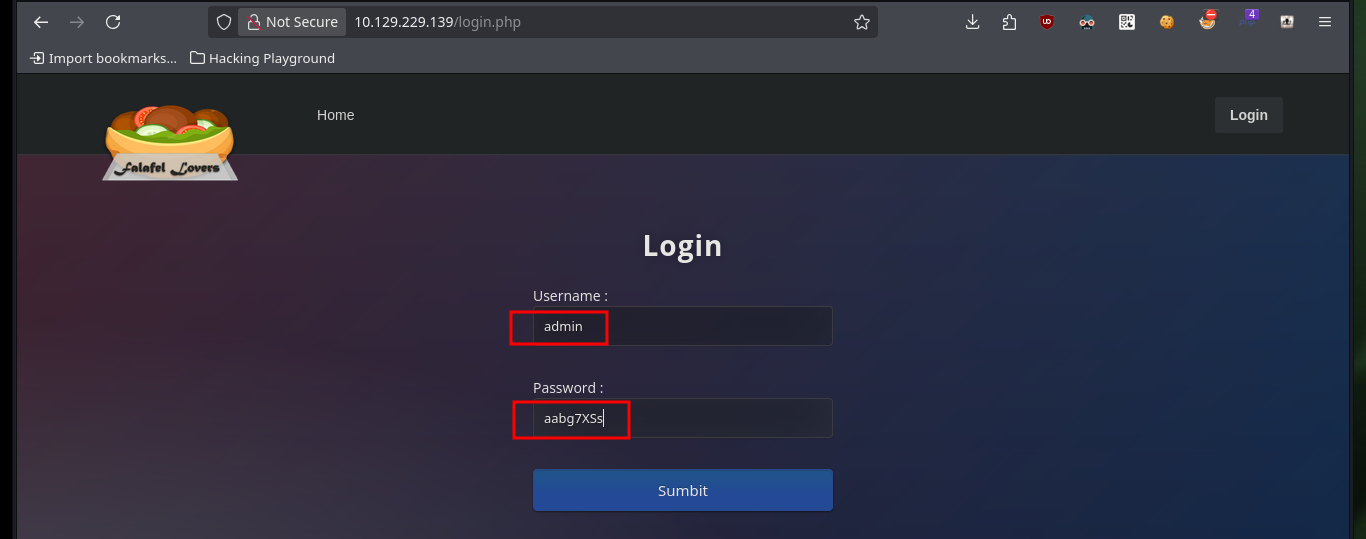 Not Secure 10.129.229.139/login.php
4
Import bookmarks... Hacking Playground
Home
Login
Falafel Lovers
Login
Username :
admin
Password :
aabg7XSs
Sumbit